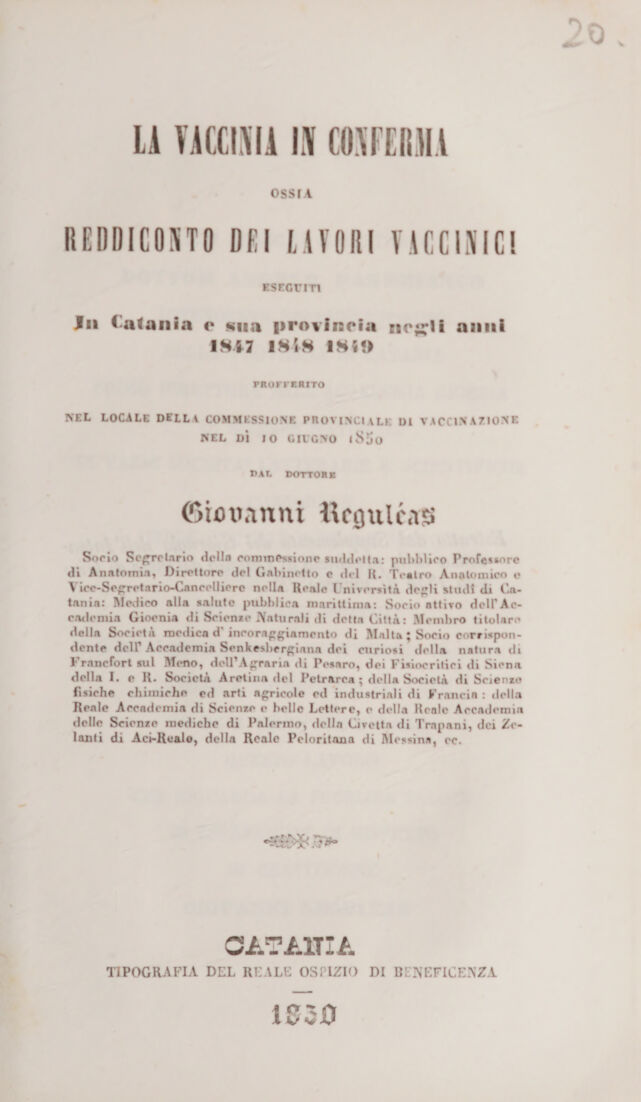 20.
LA VACCINIA IN CONFERMA
OSSIA
REDDICONTO DEI LAVORI VACCINICI
ESEGUITI
In Catania e sua provincia negli anni
1847 1848 1849
PROFFERITO
NEL LOCALE DELLA COMMESSIONE PROVINCIALE DI VACCINAZIONE
NEL DÌ 10 GIUGNO 1850
DAL DOTTORE
Giovanni Reguléas
Socio Segretario della commessione suddetta: pubblico Professore
di Anatomia, Direttore del Gabinetto e del R. Teatro Anatomico e
Vice-Segretario-Cancelliere nella Reale Università degli studî di Ca-
tania: Medico alla salute pubblica marittima: Socio attivo dell'Ac-
cademia Gioenia di Scienze Naturali di detta Città: Membro titolare
della Società medica d'incoraggiamento di Malta; Socio corrispon-
dente dell'Accademia Senkesbergiana dei curiosi della natura di
Francfort sul Meno, dell'Agraria di Pesaro, dei Fisiocritici di Siena
della I. e R. Società Aretina del Petrarca; della Società di Scienze
fisiche chimiche ed arti agricole ed industriali di Francia: della
Reale Accademia di Scienze e belle Lettere, e della Reale Accademia
delle Scienze mediche di Palermo, della Civetta di Trapani, dei Ze-
lanti di Aci-Reale, della Reale Peloritana di Messina, ec.
CATANIA
TIPOGRAFIA DEL REALE OSPIZIO DI BENEFICENZA
1850